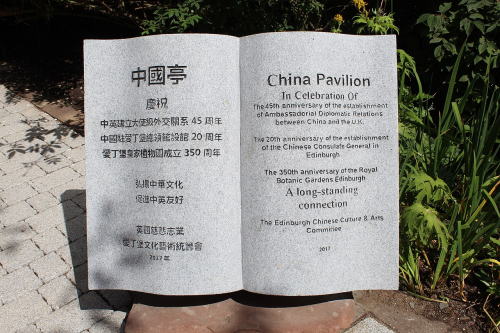 中國亭
慶祝
中英建立大使級外交關系 45 周年
中國駐愛丁堡總領館設館 20 周年
愛丁堡皇家植物園成立 350 周年
弘揚中華文化
促進中英友好
英國慈善志業
愛丁堡文化藝術統籌會
2017 年
China Pavilion
In Celebration Of
The 45th anniversary of the establishment
of Ambassadorial Diplomatic Relations
between China and the U.K.
The 20th anniversary of the establishment
of the Chinese Consulate General in
Edinburgh
The 350th anniversary of the Royal
Botanic Gardens Edinburgh
A long-standing
connection
The Edinburgh Chinese Culture & Arts
Committee
2017